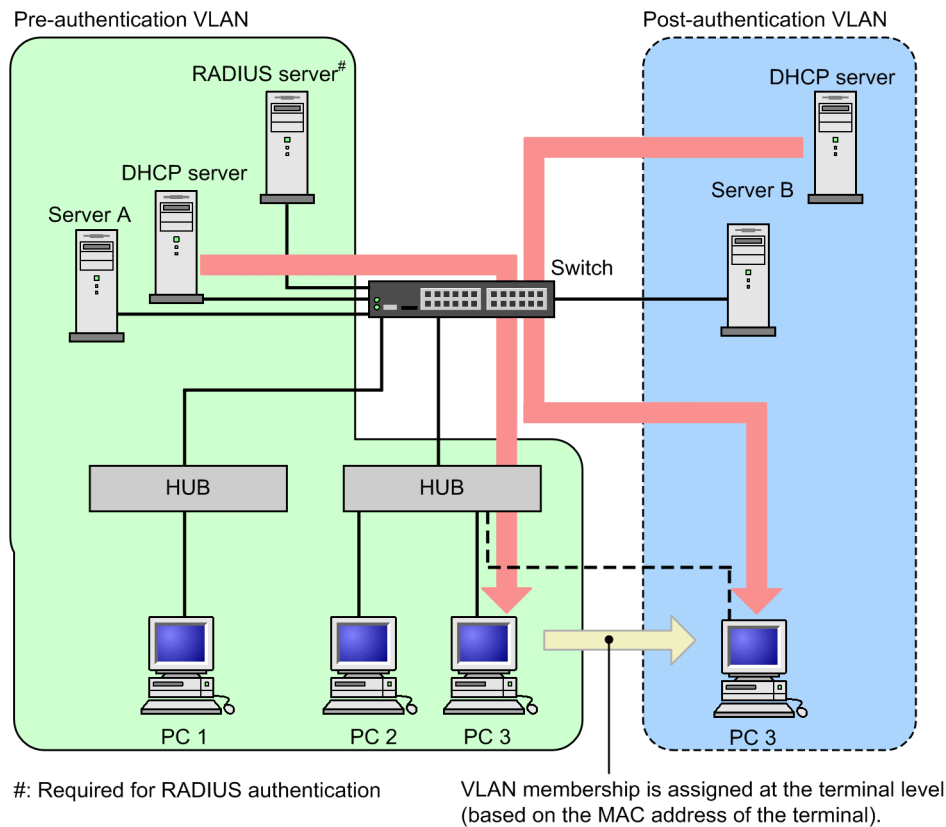 Pre-authentication VLAN
Post-authentication VLAN
RADIUS server#
DHCP server
DHCP server
Server A
Server B
Switch
HUB
HUB
PC 1
PC 2
PC 3
PC 3
#: Required for RADIUS authentication
VLAN membership is assigned at the terminal level
(based on the MAC address of the terminal).